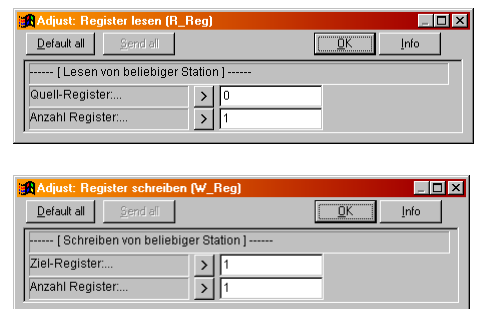 Adjust: Register lesen (R_Reg)
Default all Send all OK Info
------ [ Lesen von beliebiger Station ] ------
Quell-Register:... > 0
Anzahl Register:... > 1
Adjust: Register schreiben (W_Reg)
Default all Send all OK Info
------ [ Schreiben von beliebiger Station ] ------
Ziel-Register:... > 1
Anzahl Register:... > 1